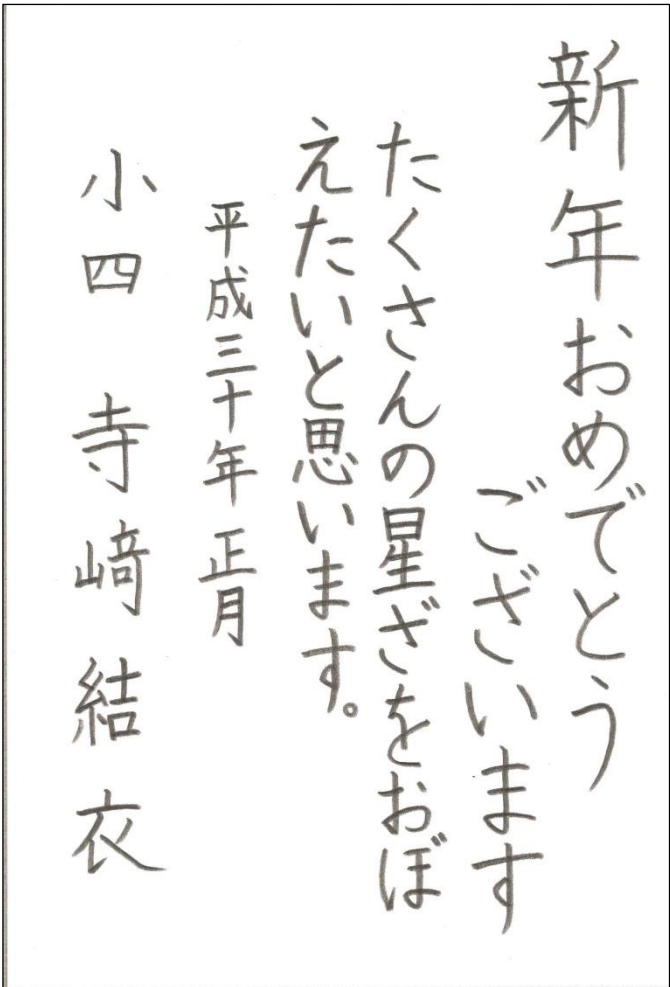 新年おめでとう
ございます
たくさんの星ざをおぼ
えたいと思います。
平成三十年 正月
小四 寺﨑結衣